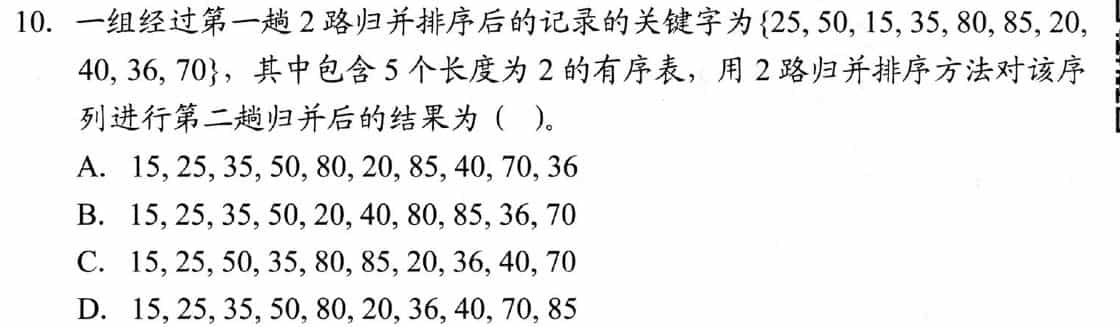 10. 一组经过第一趟 2 路归并排序后的记录的关键字为{25, 50, 15, 35, 80, 85, 20,
40, 36, 70}，其中包含 5 个长度为 2 的有序表，用 2 路归并排序方法对该序
列进行第二趟归并后的结果为（ ）。
A. 15, 25, 35, 50, 80, 20, 85, 40, 70, 36
B. 15, 25, 35, 50, 20, 40, 80, 85, 36, 70
C. 15, 25, 50, 35, 80, 85, 20, 36, 40, 70
D. 15, 25, 35, 50, 80, 20, 36, 40, 70, 85